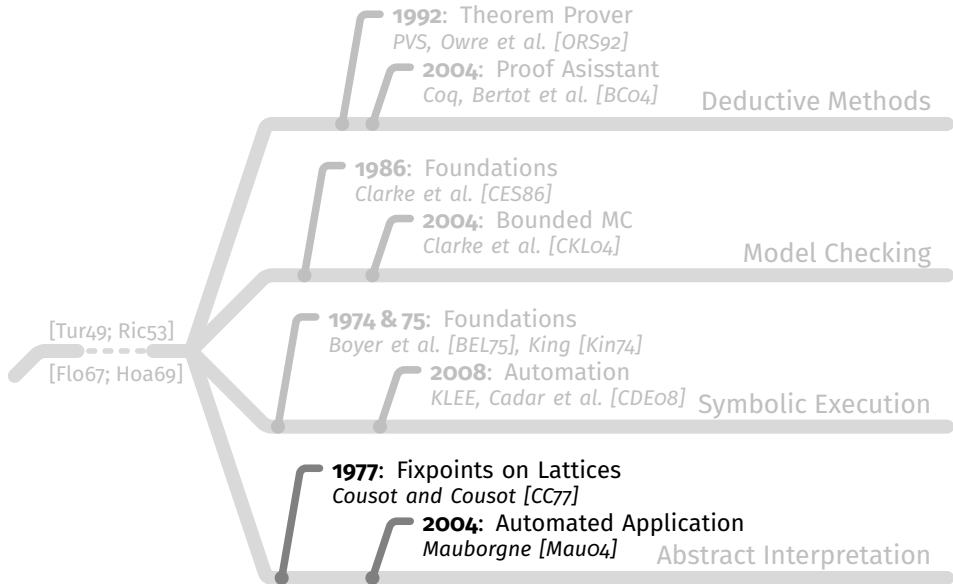 1992: Theorem Prover
PVS, Owre et al. [ORS92]
2004: Proof Asisstant
Coq, Bertot et al. [BC04]
Deductive Methods
1986: Foundations
Clarke et al. [CES86]
2004: Bounded MC
Clarke et al. [CKL04]
Model Checking
[Tur49; Ric53]
[Flo67; Hoa69]
1974 & 75: Foundations
Boyer et al. [BEL75], King [Kin74]
2008: Automation
KLEE, Cadar et al. [CDE08]
Symbolic Execution
1977: Fixpoints on Lattices
Cousot and Cousot [CC77]
2004: Automated Application
Mauborgne [Mau04]
Abstract Interpretation